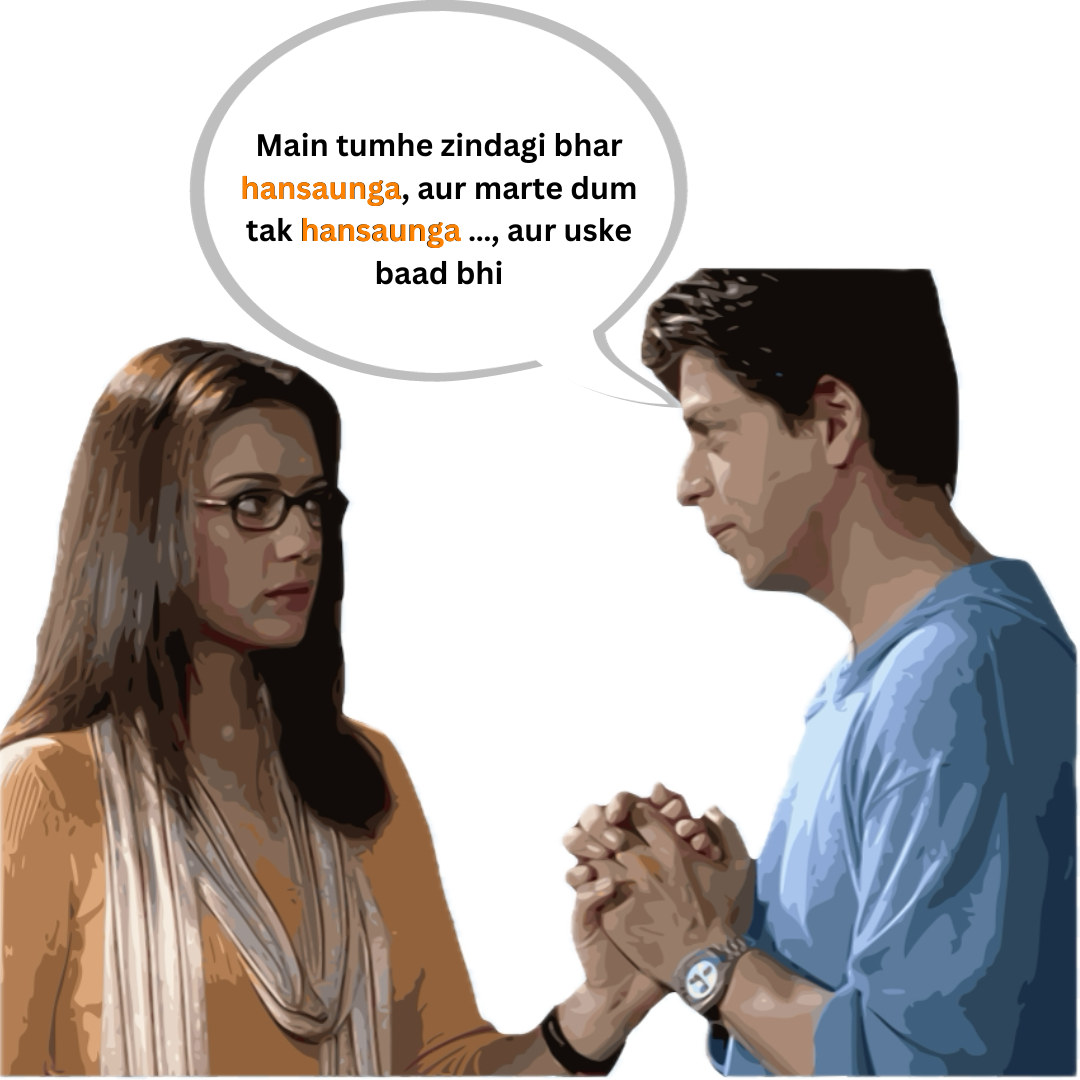 Main tumhe zindagi bhar
hansaunga, aur marte dum
tak hansaunga ..., aur uske
baad bhi